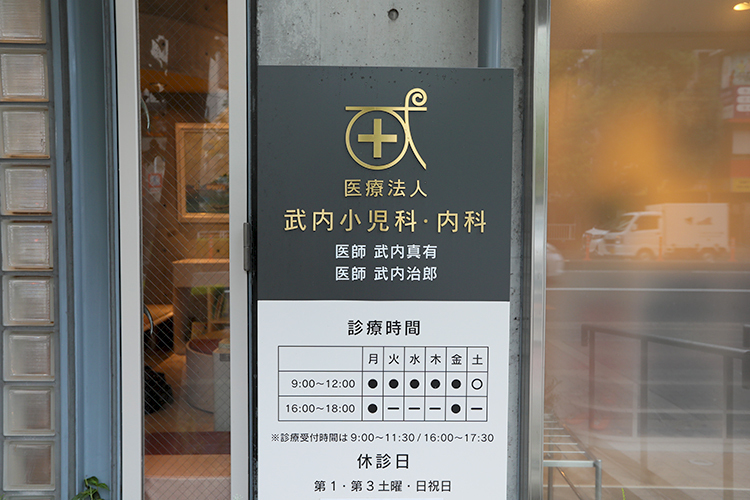 医療法人
武内小児科・内科
医師 武内真有
医師 武内治郎
診療時間
月 火 水 木 金 土
9:00〜12:00 ● ● ● ● ● ○
16:00〜18:00 ● ー ー ー ● ー
※診療受付時間は 9:00〜11:30 / 16:00〜17:30
休診日
第1・第3土曜・日祝日